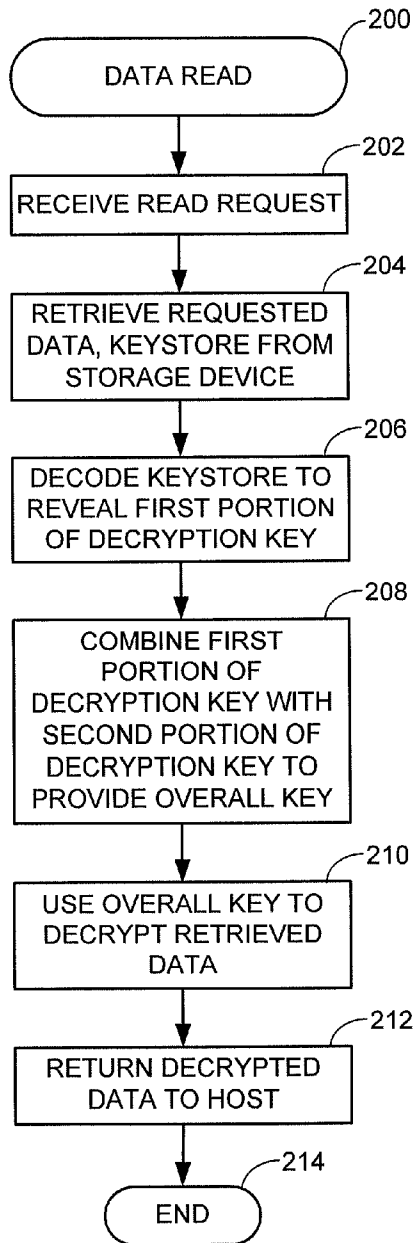 200
DATA READ
202
RECEIVE READ REQUEST
204
RETRIEVE REQUESTED
DATA, KEYSTORE FROM
STORAGE DEVICE
206
DECODE KEYSTORE TO
REVEAL FIRST PORTION
OF DECRYPTION KEY
208
COMBINE FIRST
PORTION OF
DECRYPTION KEY WITH
SECOND PORTION OF
DECRYPTION KEY TO
PROVIDE OVERALL KEY
210
USE OVERALL KEY TO
DECRYPT RETRIEVED
DATA
212
RETURN DECRYPTED
DATA TO HOST
214
END